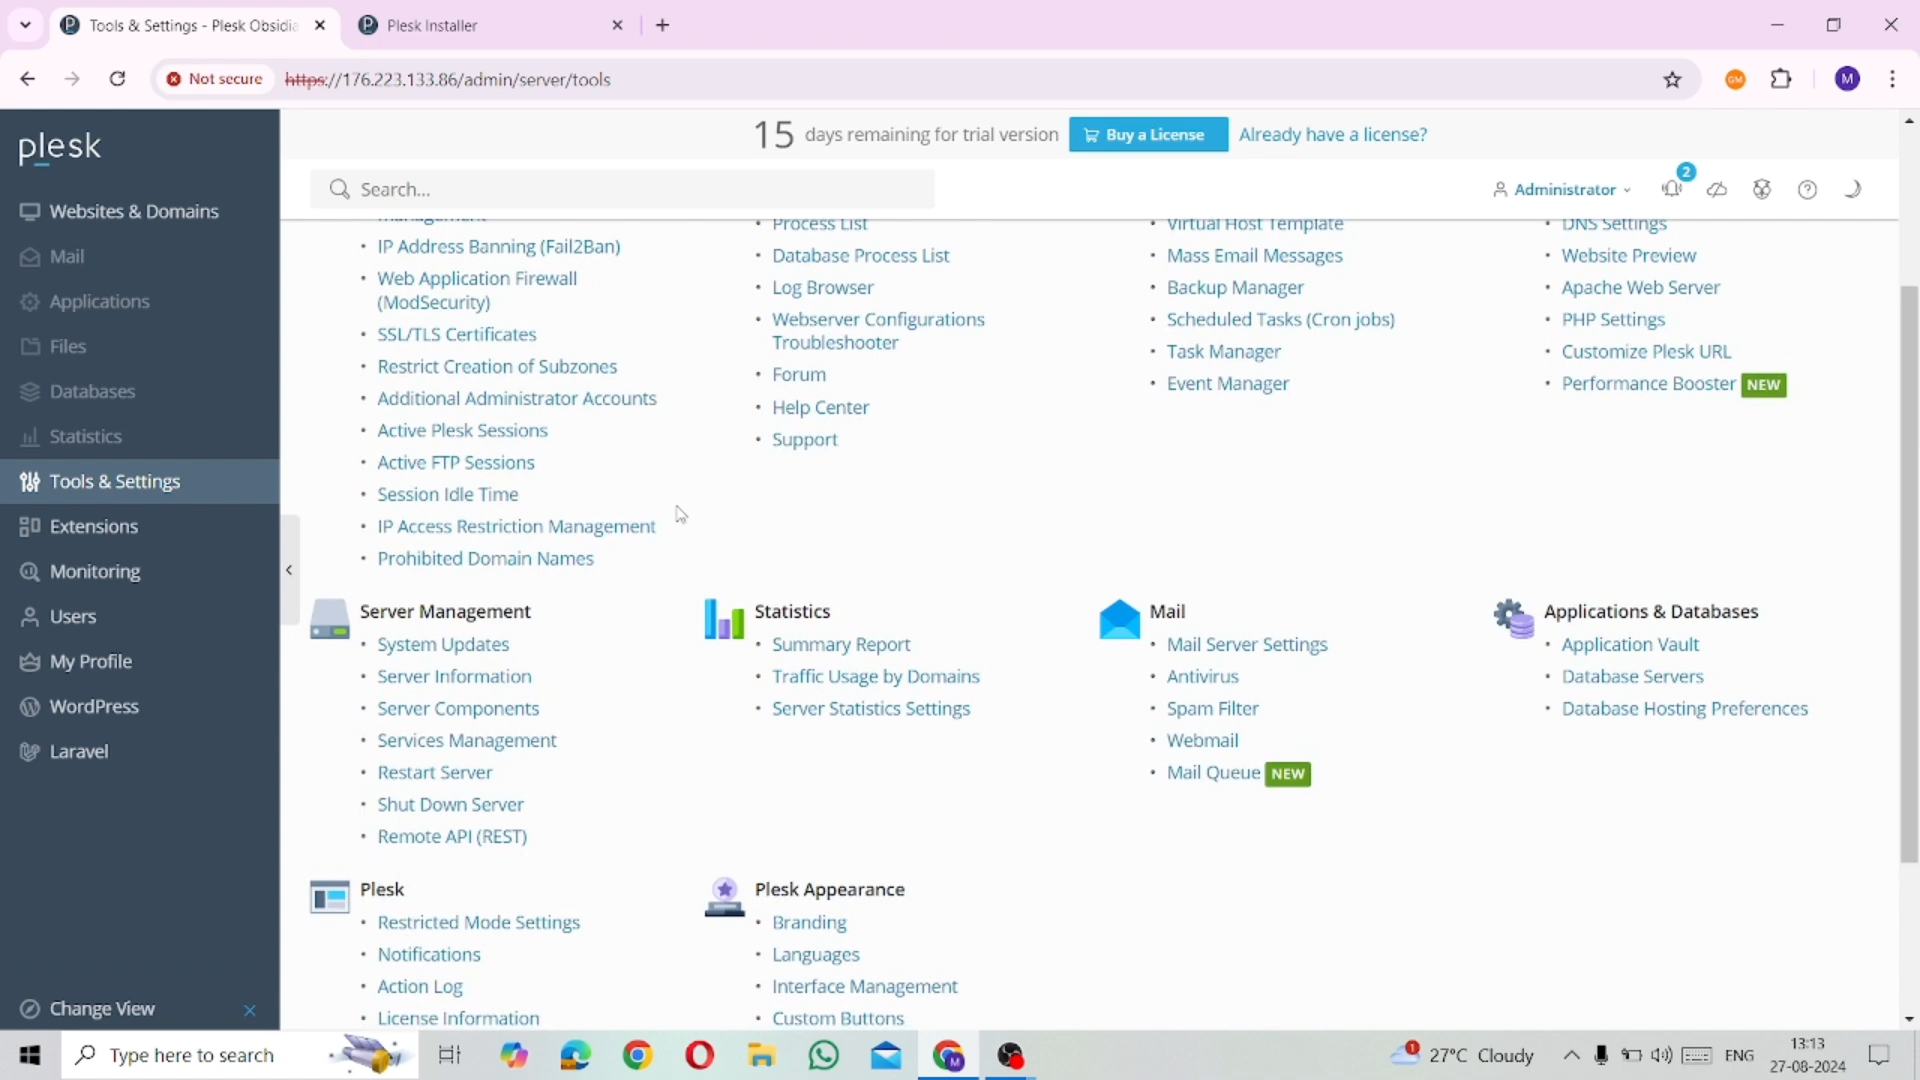 Tools & Settings - Plesk Obsidia
Plesk Installer
Not secure
https://176.223.133.86/admin/server/tools
GM
M
plesk
15 days remaining for trial version
Buy a License
Already have a license?
Search...
Administrator
2
Websites & Domains
Mail
Applications
Files
Databases
Statistics
Tools & Settings
Extensions
Monitoring
Users
My Profile
WordPress
Laravel
Change View
IP Address Banning (Fail2Ban)
Web Application Firewall
(ModSecurity)
SSL/TLS Certificates
Restrict Creation of Subzones
Additional Administrator Accounts
Active Plesk Sessions
Active FTP Sessions
Session Idle Time
IP Access Restriction Management
Prohibited Domain Names
Process List
Database Process List
Log Browser
Webserver Configurations
Troubleshooter
Forum
Help Center
Support
Virtual Host Template
Mass Email Messages
Backup Manager
Scheduled Tasks (Cron jobs)
Task Manager
Event Manager
DNS Settings
Website Preview
Apache Web Server
PHP Settings
Customize Plesk URL
Performance Booster NEW
Server Management
System Updates
Server Information
Server Components
Services Management
Restart Server
Shut Down Server
Remote API (REST)
Statistics
Summary Report
Traffic Usage by Domains
Server Statistics Settings
Mail
Mail Server Settings
Antivirus
Spam Filter
Webmail
Mail Queue NEW
Applications & Databases
Application Vault
Database Servers
Database Hosting Preferences
Plesk
Restricted Mode Settings
Notifications
Action Log
License Information
Plesk Appearance
Branding
Languages
Interface Management
Custom Buttons
Type here to search
M
1
27°C Cloudy
ENG
13:13
27-08-2024